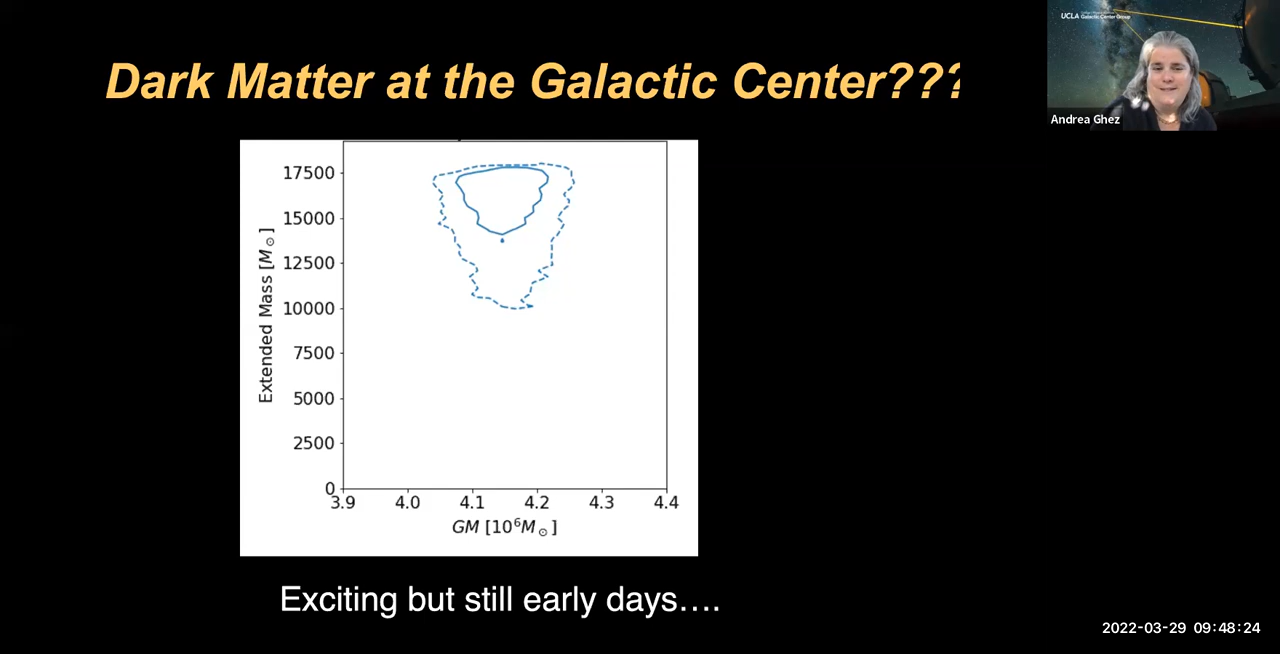 Dark Matter at the Galactic Center???
UCLA Galactic Center Group
Andrea Ghez
17500
15000
12500
10000
7500
5000
2500
0
Extended Mass [M⊙]
3.9 4.0 4.1 4.2 4.3 4.4
GM [10⁶M⊙]
Exciting but still early days….
2022-03-29 09:48:24